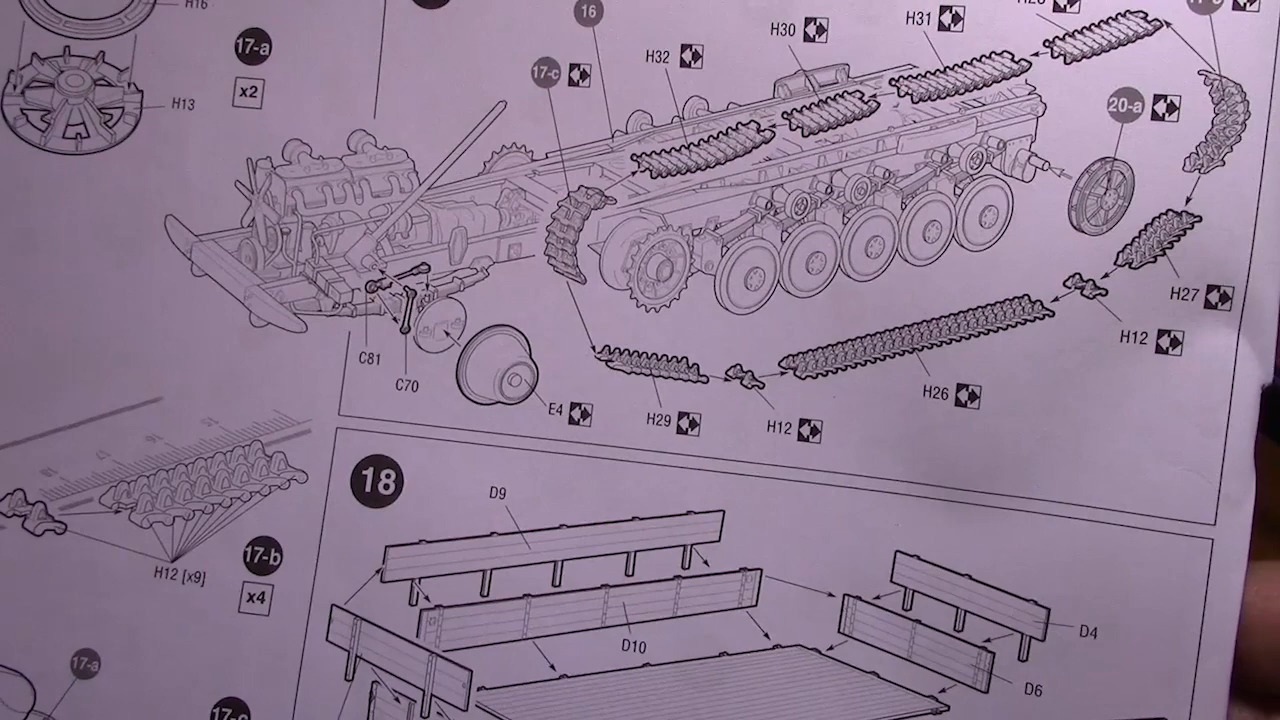 H16
17-a
x2
H13
16
17-c
H32
H30
H31
20-a
H27
H12
C81
C70
E4
H29
H12
H26
18
D9
D10
D4
D6
H12 [x9]
17-b
x4
17-a